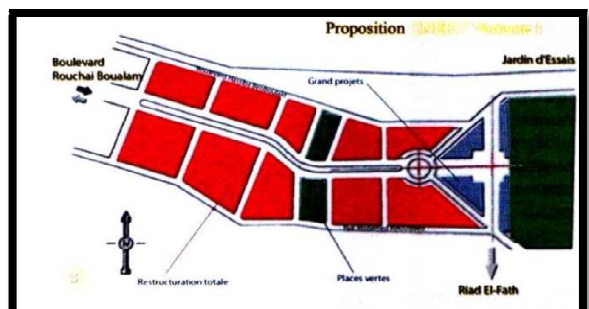 Proposition
Jardin d'Essais
Boulevard
Rouchai Boualam
Grand projets
N
Restructuration totale
Places vertes
Riad El-Fath